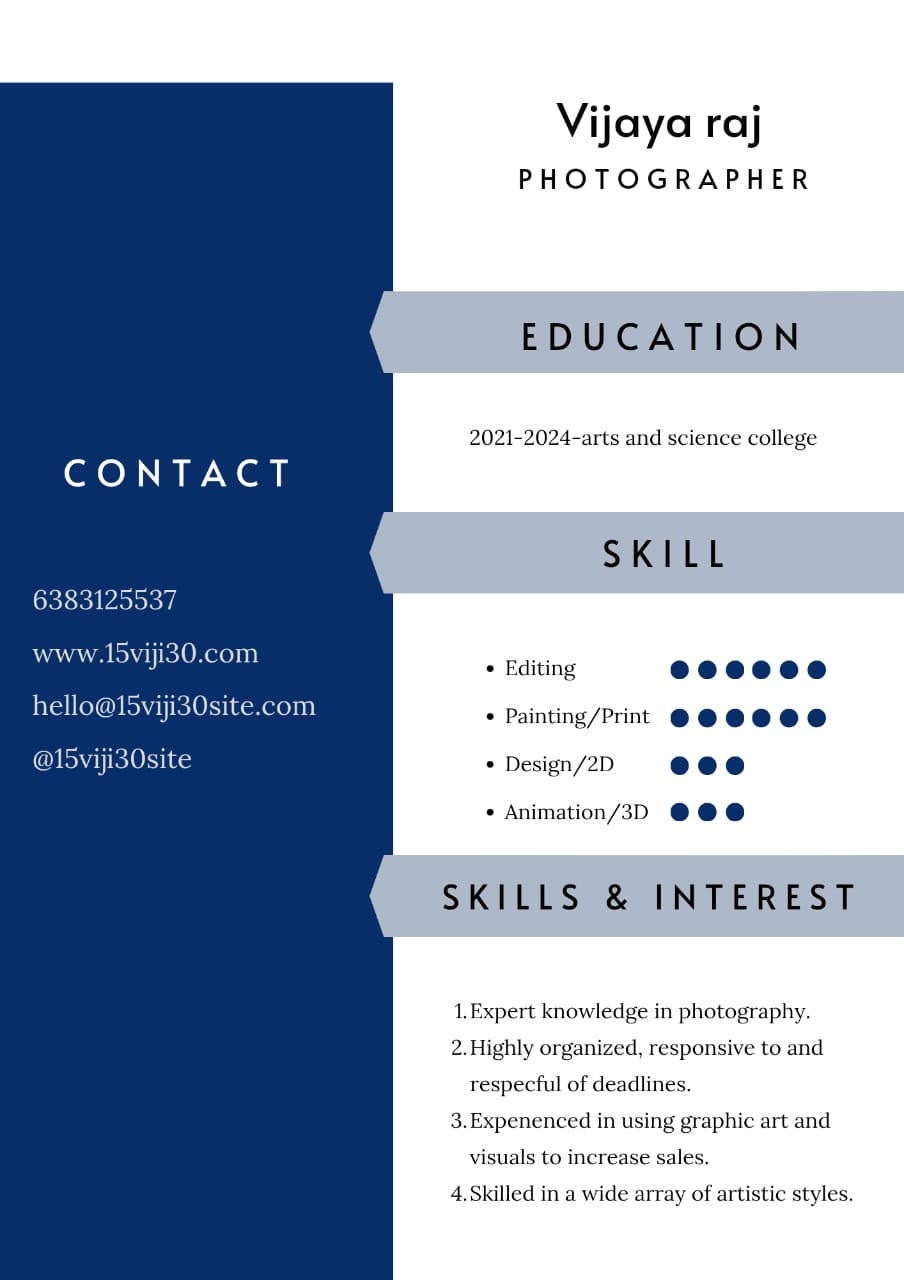 Vijaya raj
PHOTOGRAPHER
CONTACT
6383125537
www.15viji30.com
hello@15viji30site.com
@15viji30site
EDUCATION
2021-2024-arts and science college
SKILL
• Editing
• Painting/Print
• Design/2D
• Animation/3D
SKILLS & INTEREST
1. Expert knowledge in photography.
2. Highly organized, responsive to and
respecful of deadlines.
3. Expenenced in using graphic art and
visuals to increase sales.
4. Skilled in a wide array of artistic styles.